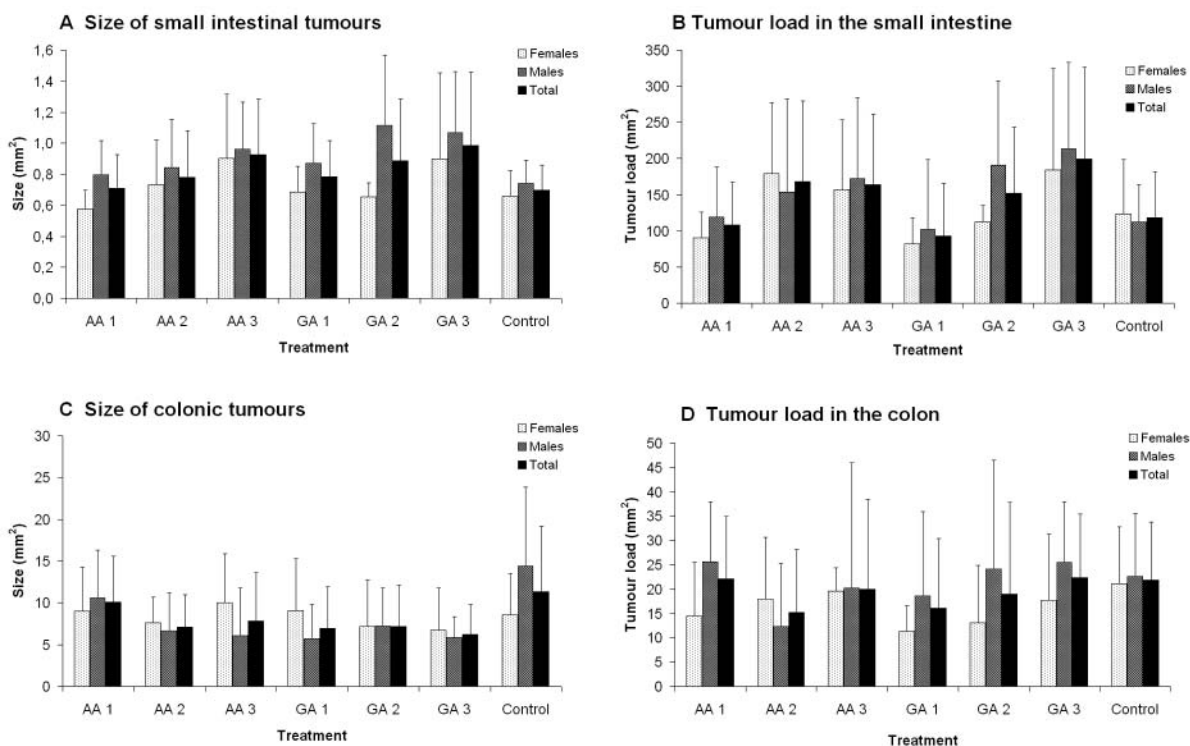 A Size of small intestinal tumours
Size (mm²)
1,6
1,4
1,2
1,0
0,8
0,6
0,4
0,2
0,0
Females
Males
Total
AA 1 AA 2 AA 3 GA 1 GA 2 GA 3 Control
Treatment
B Tumour load in the small intestine
Tumour load (mm²)
350
300
250
200
150
100
50
0
Females
Males
Total
AA 1 AA 2 AA 3 GA 1 GA 2 GA 3 Control
Treatment
C Size of colonic tumours
Size (mm²)
30
25
20
15
10
5
0
Females
Males
Total
AA 1 AA 2 AA 3 GA 1 GA 2 GA 3 Control
Treatment
D Tumour load in the colon
Tumour load (mm²)
50
45
40
35
30
25
20
15
10
5
0
Females
Males
Total
AA 1 AA 2 AA 3 GA 1 GA 2 GA 3 Control
Treatment